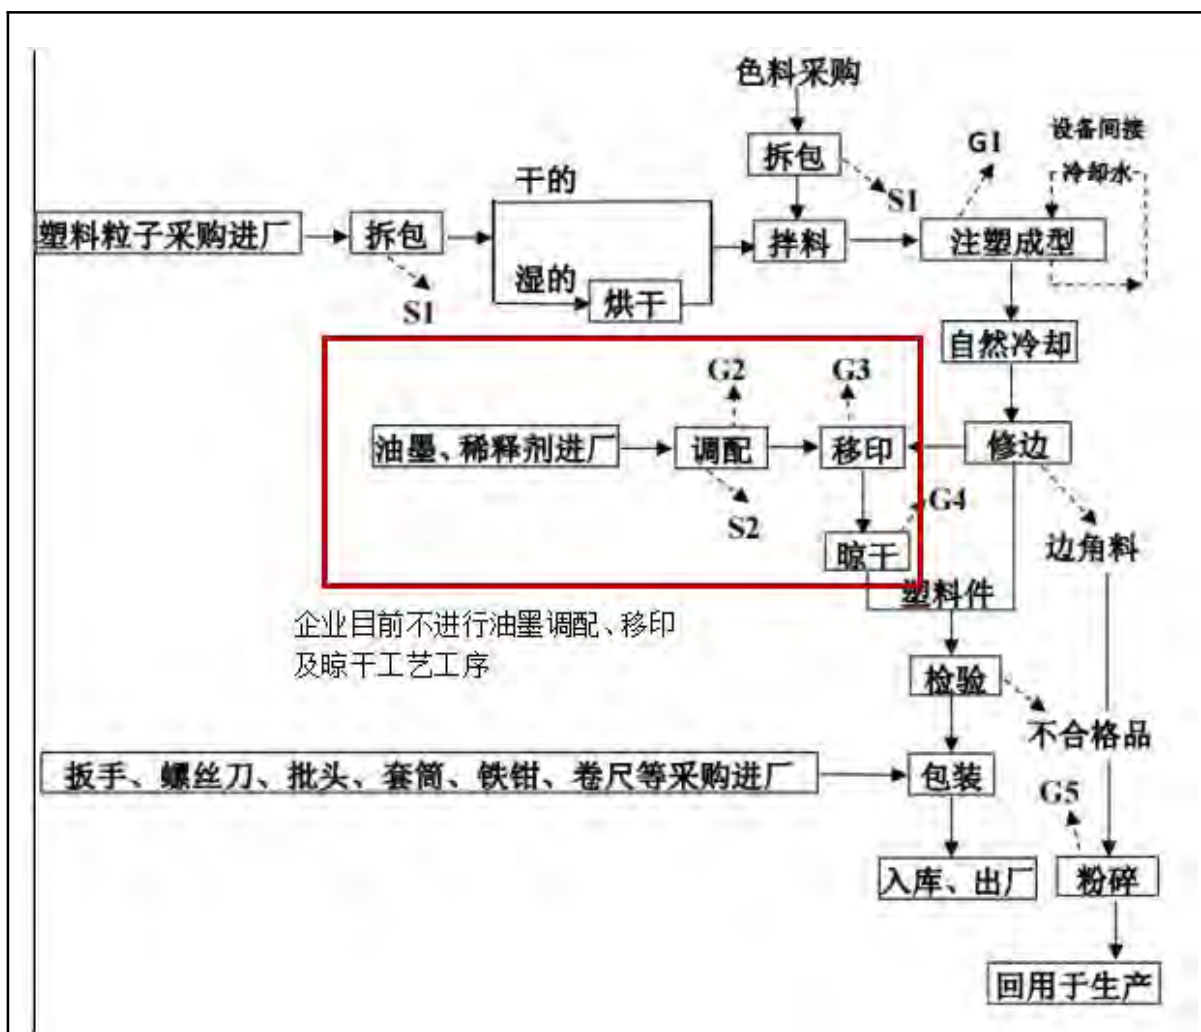 色料采购
拆包
S1
G1
设备间接
冷却水
干的
塑料粒子采购进厂
拆包
S1
湿的
烘干
拌料
注塑成型
自然冷却
G2
G3
油墨、稀释剂进厂
调配
移印
修边
S2
G4
晾干
边角料
塑料件
企业目前不进行油墨调配、移印
及晾干工艺工序
检验
不合格品
扳手、螺丝刀、批头、套筒、铁钳、卷尺等采购进厂
包装
G5
入库、出厂
粉碎
回用于生产